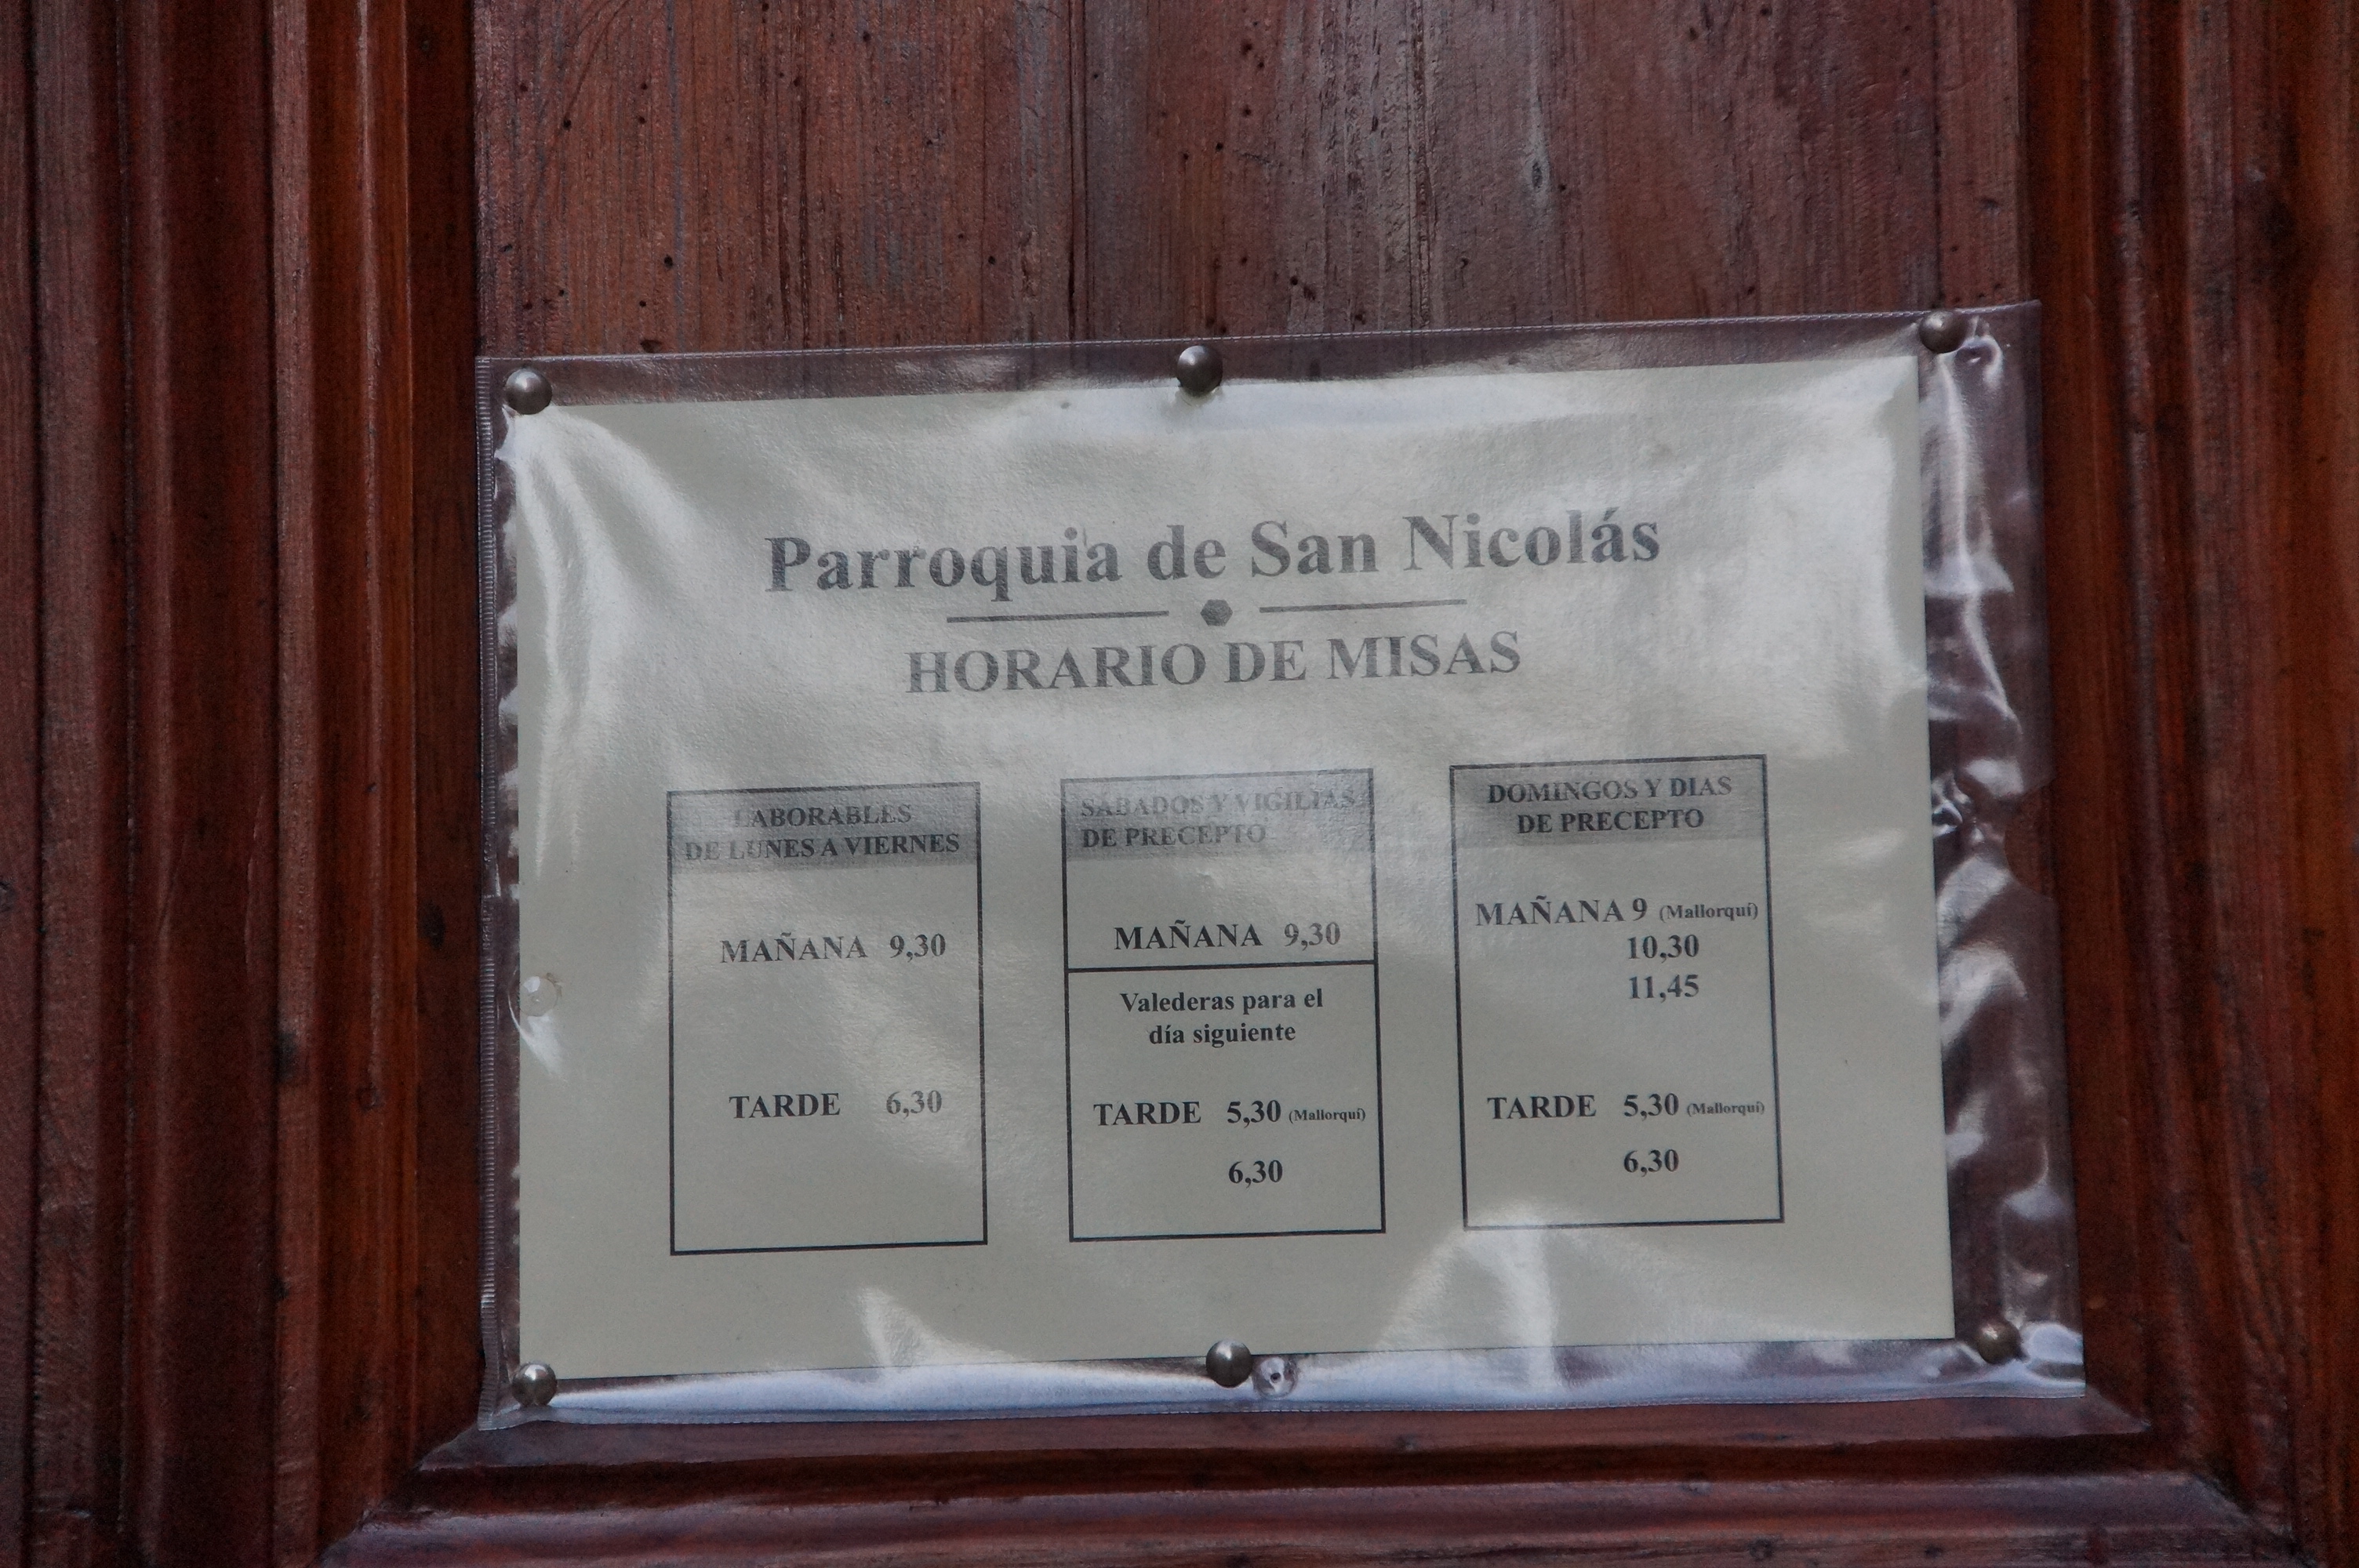 Parroquia de San Nicolás
HORARIO DE MISAS
LABORABLES
DE LUNES A VIERNES
MAÑANA 9,30
TARDE 6,30
SÁBADOS Y VIGILIAS
DE PRECEPTO
MAÑANA 9,30
Valederas para el
día siguiente
TARDE 5,30 (Mallorquí)
6,30
DOMINGOS Y DIAS
DE PRECEPTO
MAÑANA 9 (Mallorquí)
10,30
11,45
TARDE 5,30 (Mallorquí)
6,30